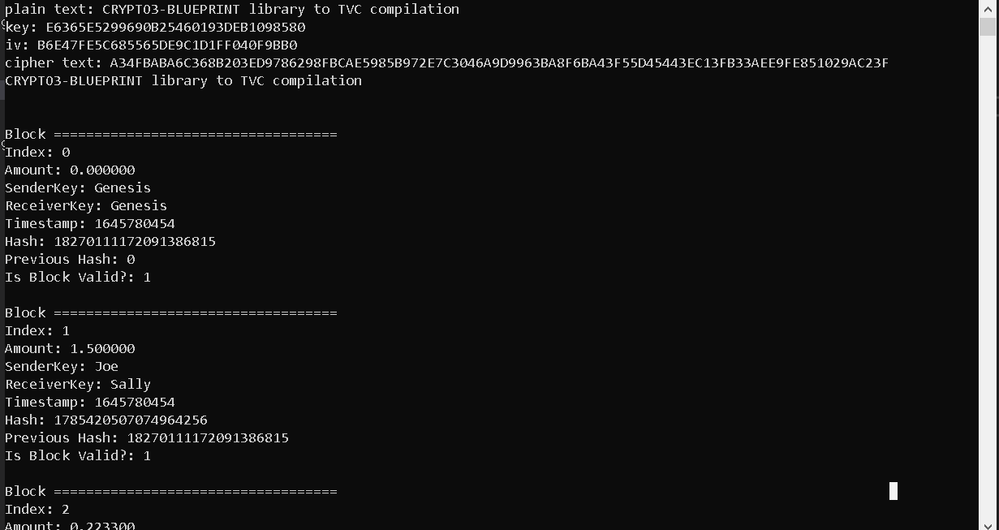 plain text: CRYPTO3-BLUEPRINT library to TVC compilation
key: E6365E5299690B25460193DEB1098580
iv: B6E47FE5C685565DE9C1D1FF040F9BB0
cipher text: A34FBABA6C368B203ED9786298FBCAE5985B972E7C3046A9D9963BA8F6BA43F55D45443EC13FB33AEE9FE851029AC23F
CRYPTO3-BLUEPRINT library to TVC compilation
Block ===================================
Index: 0
Amount: 0.000000
SenderKey: Genesis
ReceiverKey: Genesis
Timestamp: 1645780454
Hash: 18270111172091386815
Previous Hash: 0
Is Block Valid?: 1
Block ===================================
Index: 1
Amount: 1.500000
SenderKey: Joe
ReceiverKey: Sally
Timestamp: 1645780454
Hash: 1785420507074964256
Previous Hash: 18270111172091386815
Is Block Valid?: 1
Block ===================================
Index: 2
Amount: 0.223300